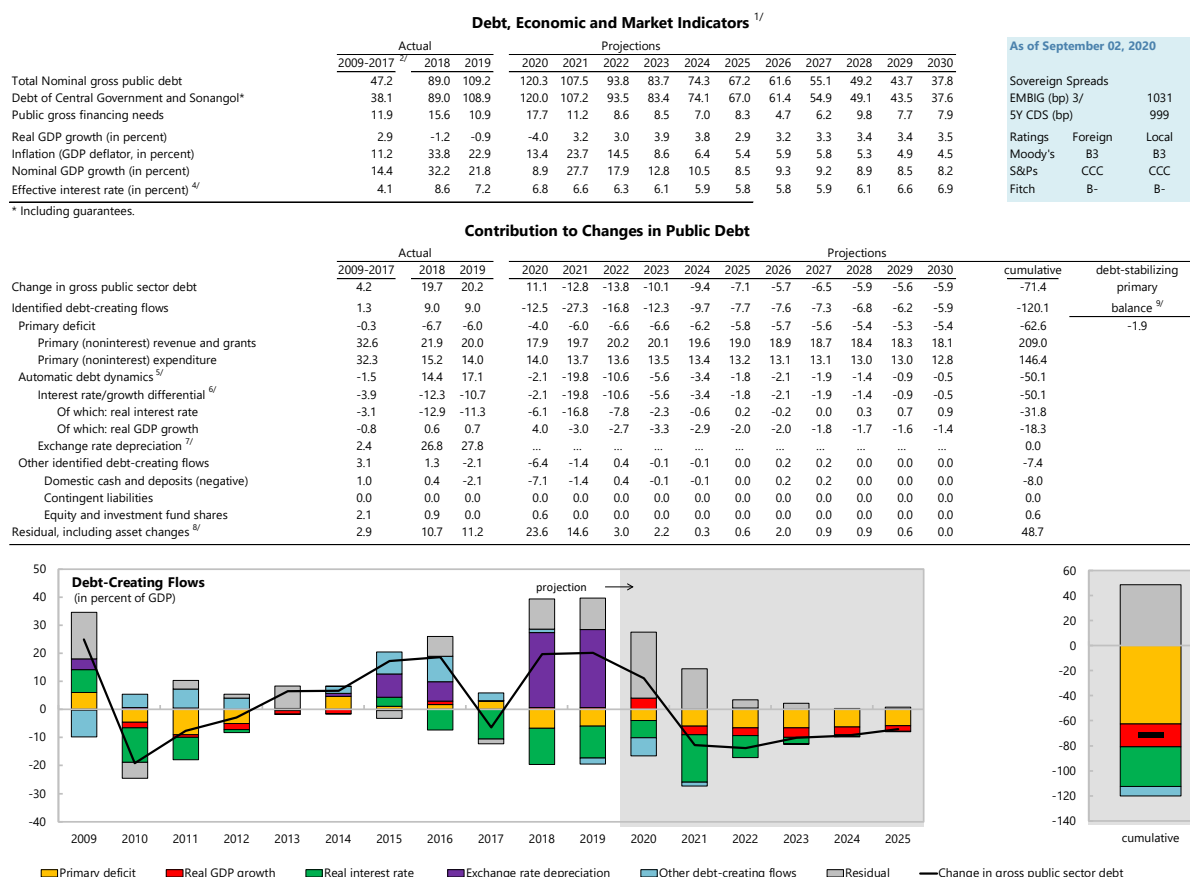 Debt, Economic and Market Indicators 1/
Actual Projections As of September 02, 2020
2009-2017 2/ 2018 2019 2020 2021 2022 2023 2024 2025 2026 2027 2028 2029 2030
Total Nominal gross public debt 47.2 89.0 109.2 120.3 107.5 93.8 83.7 74.3 67.2 61.6 55.1 49.2 43.7 37.8 Sovereign Spreads
Debt of Central Government and Sonangol* 38.1 89.0 108.9 120.0 107.2 93.5 83.4 74.1 67.0 61.4 54.9 49.1 43.5 37.6 EMBIG (bp) 3/ 1031
Public gross financing needs 11.9 15.6 10.9 17.7 11.2 8.6 8.5 7.0 8.3 4.7 6.2 9.8 7.7 7.9 5Y CDS (bp) 999
Real GDP growth (in percent) 2.9 -1.2 -0.9 -4.0 3.2 3.0 3.9 3.8 2.9 3.2 3.3 3.4 3.4 3.5 Ratings Foreign Local
Inflation (GDP deflator, in percent) 11.2 33.8 22.9 13.4 23.7 14.5 8.6 6.4 5.4 5.9 5.8 5.3 4.9 4.5 Moody's B3 B3
Nominal GDP growth (in percent) 14.4 32.2 21.8 8.9 27.7 17.9 12.8 10.5 8.5 9.3 9.2 8.9 8.5 8.2 S&Ps CCC CCC
Effective interest rate (in percent) 4/ 4.1 8.6 7.2 6.8 6.6 6.3 6.1 5.9 5.8 5.8 5.9 6.1 6.6 6.9 Fitch B- B-
* Including guarantees.
Contribution to Changes in Public Debt
Actual Projections
2009-2017 2018 2019 2020 2021 2022 2023 2024 2025 2026 2027 2028 2029 2030 cumulative debt-stabilizing
Change in gross public sector debt 4.2 19.7 20.2 11.1 -12.8 -13.8 -10.1 -9.4 -7.1 -5.7 -6.5 -5.9 -5.6 -5.9 -71.4 primary
Identified debt-creating flows 1.3 9.0 9.0 -12.5 -27.3 -16.8 -12.3 -9.7 -7.7 -7.6 -7.3 -6.8 -6.2 -5.9 -120.1 balance 9/
Primary deficit -0.3 -6.7 -6.0 -4.0 -6.0 -6.6 -6.6 -6.2 -5.8 -5.7 -5.6 -5.4 -5.3 -5.4 -62.6 -1.9
Primary (noninterest) revenue and grants 32.6 21.9 20.0 17.9 19.7 20.2 20.1 19.6 19.0 18.9 18.7 18.4 18.3 18.1 209.0
Primary (noninterest) expenditure 32.3 15.2 14.0 14.0 13.7 13.6 13.5 13.4 13.2 13.1 13.1 13.0 13.0 12.8 146.4
Automatic debt dynamics 5/ -1.5 14.4 17.1 -2.1 -19.8 -10.6 -5.6 -3.4 -1.8 -2.1 -1.9 -1.4 -0.9 -0.5 -50.1
Interest rate/growth differential 6/ -3.9 -12.3 -10.7 -2.1 -19.8 -10.6 -5.6 -3.4 -1.8 -2.1 -1.9 -1.4 -0.9 -0.5 -50.1
Of which: real interest rate -3.1 -12.9 -11.3 -6.1 -16.8 -7.8 -2.3 -0.6 0.2 -0.2 0.0 0.3 0.7 0.9 -31.8
Of which: real GDP growth -0.8 0.6 0.7 4.0 -3.0 -2.7 -3.3 -2.9 -2.0 -2.0 -1.8 -1.7 -1.6 -1.4 -18.3
Exchange rate depreciation 7/ 2.4 26.8 27.8 ... ... ... ... ... ... ... ... ... ... ... 0.0
Other identified debt-creating flows 3.1 1.3 -2.1 -6.4 -1.4 0.4 -0.1 -0.1 0.0 0.2 0.2 0.0 0.0 0.0 -7.4
Domestic cash and deposits (negative) 1.0 0.4 -2.1 -7.1 -1.4 0.4 -0.1 -0.1 0.0 0.2 0.2 0.0 0.0 0.0 -8.0
Contingent liabilities 0.0 0.0 0.0 0.0 0.0 0.0 0.0 0.0 0.0 0.0 0.0 0.0 0.0 0.0 0.0
Equity and investment fund shares 2.1 0.9 0.0 0.6 0.0 0.0 0.0 0.0 0.0 0.0 0.0 0.0 0.0 0.0 0.6
Residual, including asset changes 8/ 2.9 10.7 11.2 23.6 14.6 3.0 2.2 0.3 0.6 2.0 0.9 0.9 0.6 0.0 48.7
Debt-Creating Flows
(in percent of GDP)
projection
50
40
30
20
10
0
-10
-20
-30
-40
2009 2010 2011 2012 2013 2014 2015 2016 2017 2018 2019 2020 2021 2022 2023 2024 2025
60
40
20
0
-20
-40
-60
-80
-100
-120
-140
cumulative
Primary deficit Real GDP growth Real interest rate Exchange rate depreciation Other debt-creating flows Residual Change in gross public sector debt